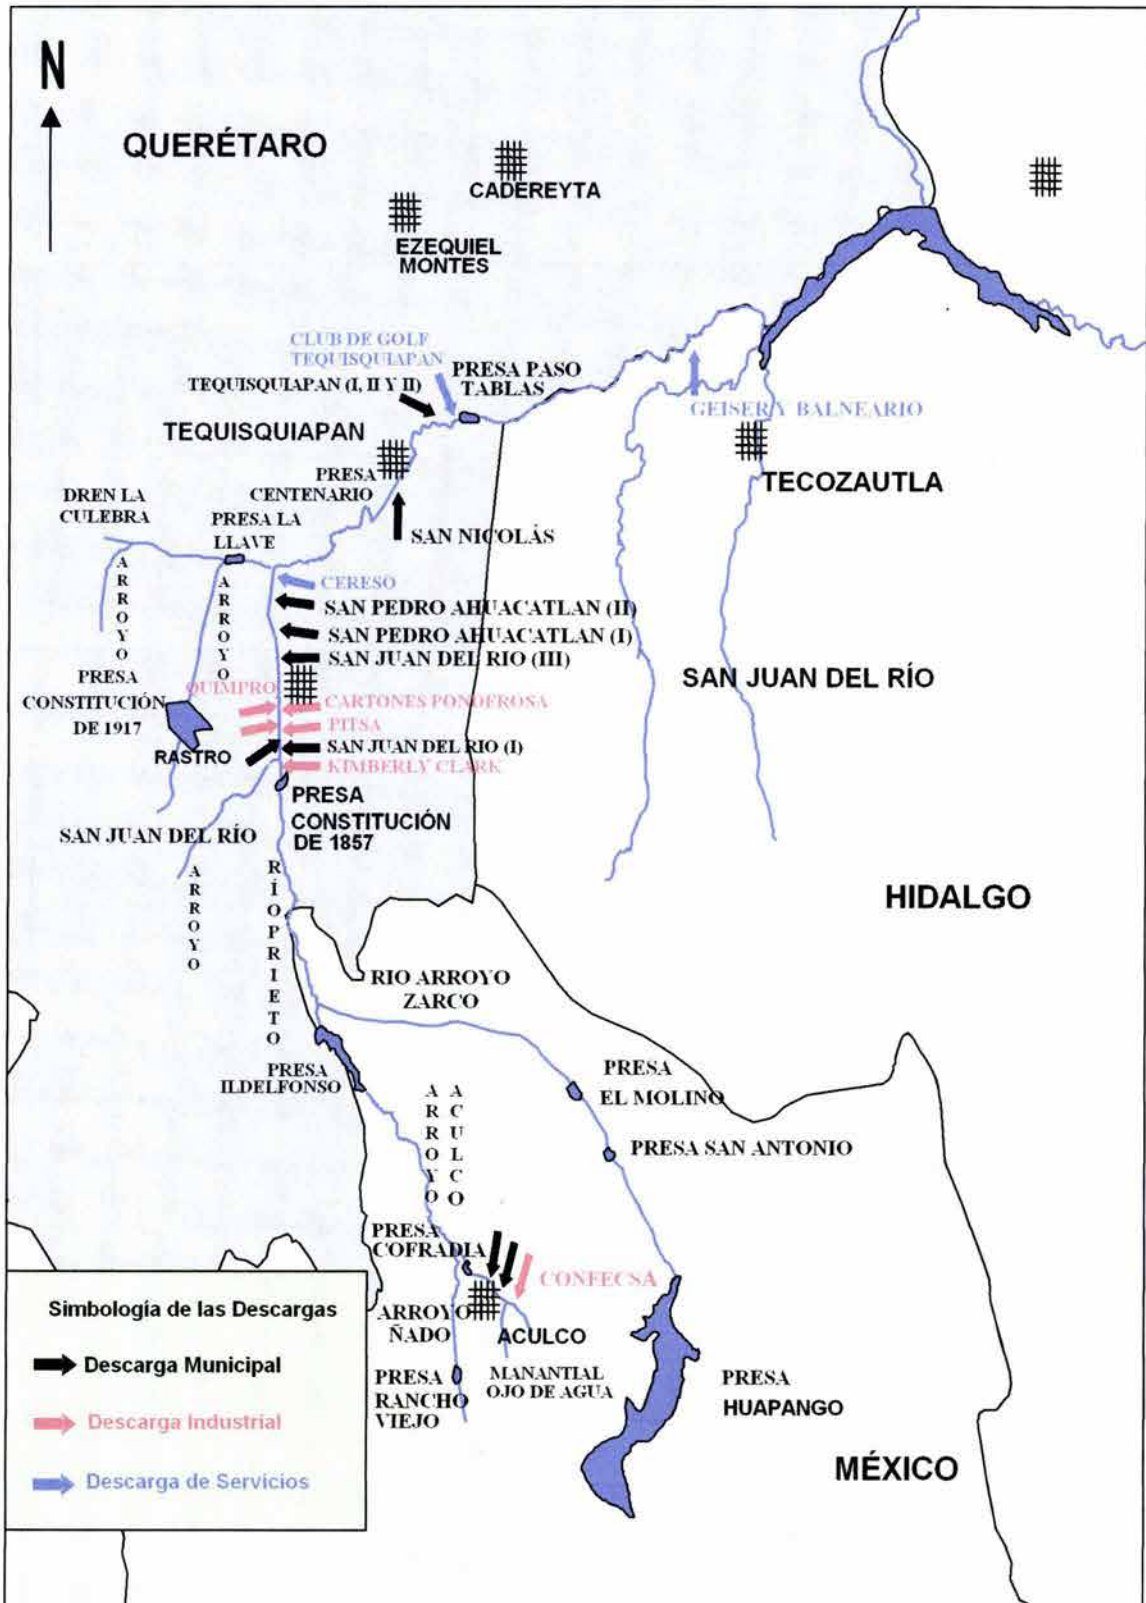 N
QUERÉTARO
CADEREYTA
EZEQUIEL
MONTES
CLUB DE GOLF
TEQUISQUIAPAN
PRESA PASO
TABLAS
TEQUISQUIAPAN (I, II Y II)
GEISER Y BALNEARIO
TEQUISQUIAPAN
TECOZAUTLA
PRESA
CENTENARIO
DREN LA
CULEBRA
PRESA LA
LLAVE
SAN NICOLÁS
ARROYO
ARROYO
CERESO
SAN PEDRO AHUACATLAN (II)
SAN PEDRO AHUACATLAN (I)
SAN JUAN DEL RIO (III)
SAN JUAN DEL RÍO
PRESA
CONSTITUCIÓN
DE 1917
QUIMPRO
CARTONES PONOFROSA
PITSA
RASTRO
SAN JUAN DEL RIO (I)
KIMBERLY CLARK
PRESA
CONSTITUCIÓN
DE 1857
SAN JUAN DEL RÍO
ARROYO
RÍOPRIETO
HIDALGO
RIO ARROYO
ZARCO
PRESA
ILDELFONSO
PRESA
EL MOLINO
ARROYO
ACULCO
PRESA SAN ANTONIO
PRESA
COFRADIA
CONFECSA
ARROYO
ÑADO
ACULCO
MANANTIAL
OJO DE AGUA
PRESA
RANCHO
VIEJO
PRESA
HUAPANGO
MÉXICO
Simbología de las Descargas
Descarga Municipal
Descarga Industrial
Descarga de Servicios